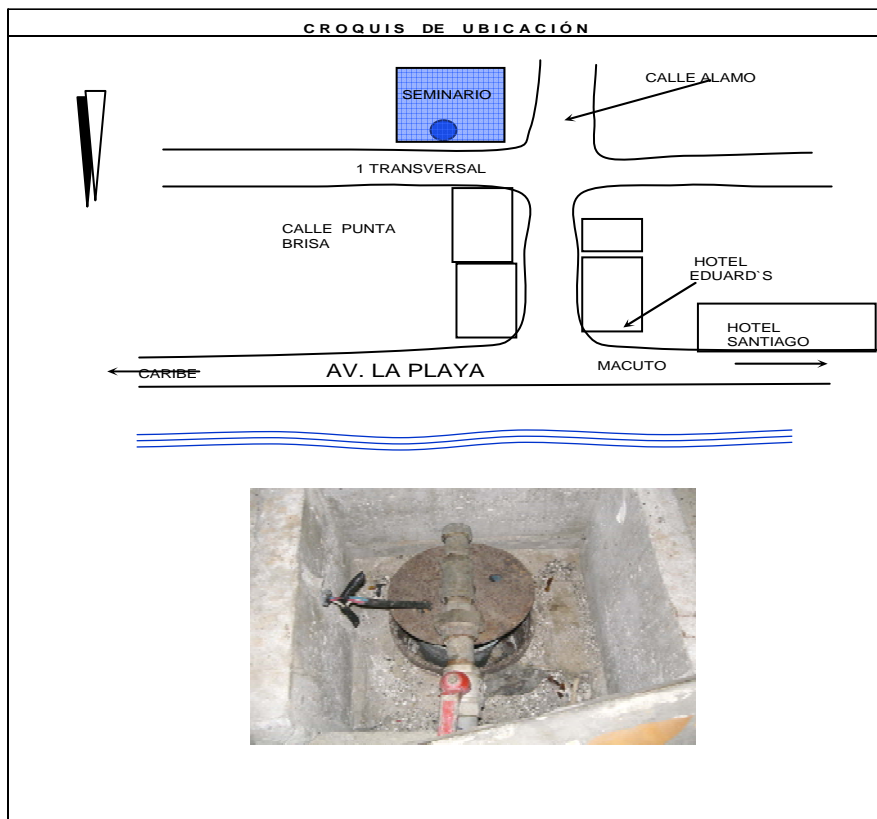 CROQUIS DE UBICACIÓN
CALLE ALAMO
SEMINARIO
1 TRANSVERSAL
CALLE PUNTA
BRISA
HOTEL
EDUARD`S
HOTEL
SANTIAGO
CARIBE
AV. LA PLAYA
MACUTO